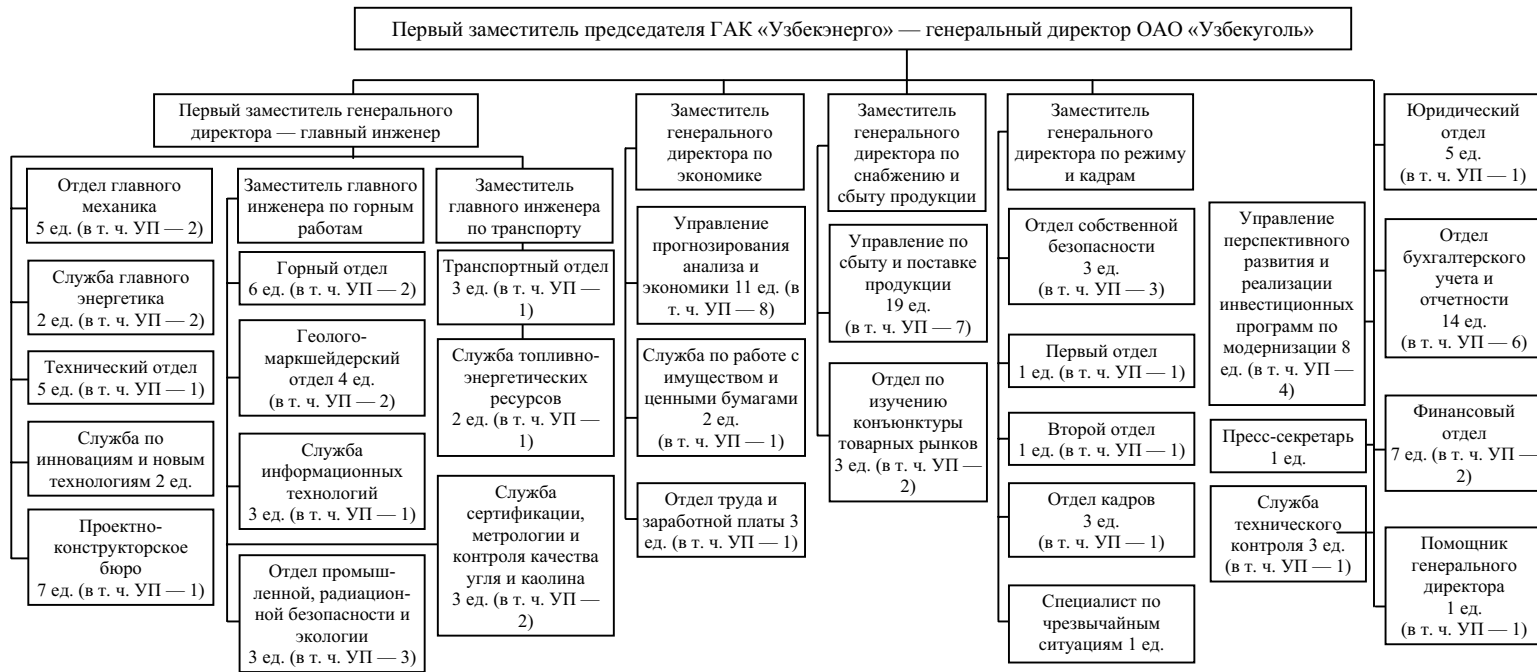 Первый заместитель председателя ГАК «Узбекэнерго» — генеральный директор ОАО «Узбекуголь»
Первый заместитель генерального
директора — главный инженер
Отдел главного
механика
5 ед. (в т. ч. УП — 2)
Служба главного
энергетика
2 ед. (в т. ч. УП — 2)
Технический отдел
5 ед. (в т. ч. УП — 1)
Служба по
инновациям и новым
технологиям 2 ед.
Проектно-
конструкторское
бюро
7 ед. (в т. ч. УП — 1)
Заместитель главного
инженера по горным
работам
Горный отдел
6 ед. (в т. ч. УП — 2)
Геолого-
маркшейдерский
отдел 4 ед.
(в т. ч. УП — 2)
Служба
информационных
технологий
3 ед. (в т. ч. УП — 1)
Отдел промыш-
ленной, радиацион-
ной безопасности и
экологии
3 ед. (в т. ч. УП — 3)
Заместитель
главного инженера
по транспорту
Транспортный отдел
3 ед. (в т. ч. УП —
1)
Служба топливно-
энергетических
ресурсов
2 ед. (в т. ч. УП —
1)
Служба
сертификации,
метрологии и
контроля качества
угля и каолина
3 ед. (в т. ч. УП —
2)
Заместитель
генерального
директора по
экономике
Управление
прогнозирования
анализа и
экономики 11 ед. (в
т. ч. УП — 8)
Служба по работе с
имуществом и
ценными бумагами
2 ед.
(в т. ч. УП — 1)
Отдел труда и
заработной платы 3
ед. (в т. ч. УП — 1)
Заместитель
генерального
директора по
снабжению и
сбыту продукции
Управление по
сбыту и поставке
продукции
19 ед.
(в т. ч. УП — 7)
Отдел по
изучению
конъюнктуры
товарных рынков
3 ед. (в т. ч. УП —
2)
Заместитель
генерального
директора по режиму
и кадрам
Отдел собственной
безопасности
3 ед.
(в т. ч. УП — 3)
Первый отдел
1 ед. (в т. ч. УП — 1)
Второй отдел
1 ед. (в т. ч. УП — 1)
Отдел кадров
3 ед.
(в т. ч. УП — 1)
Специалист по
чрезвычайным
ситуациям 1 ед.
Управление
перспективного
развития и
реализации
инвестиционных
программ по
модернизации 8
ед. (в т. ч. УП —
4)
Пресс-секретарь
1 ед.
Служба
технического
контроля 3 ед.
(в т. ч. УП — 1)
Юридический
отдел
5 ед.
(в т. ч. УП — 1)
Отдел
бухгалтерского
учета и
отчетности
14 ед.
(в т. ч. УП — 6)
Финансовый
отдел
7 ед. (в т. ч. УП —
2)
Помощник
генерального
директора
1 ед.
(в т. ч. УП — 1)